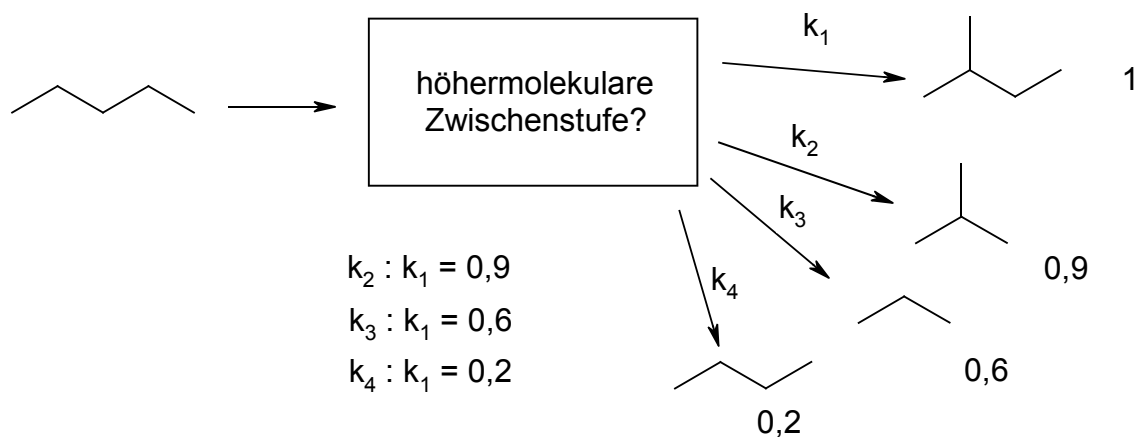 k₁
1
höhermolekulare
Zwischenstufe?
k₂
k₃
0,9
k₂ : k₁ = 0,9
k₄
k₃ : k₁ = 0,6
k₄ : k₁ = 0,2
0,6
0,2